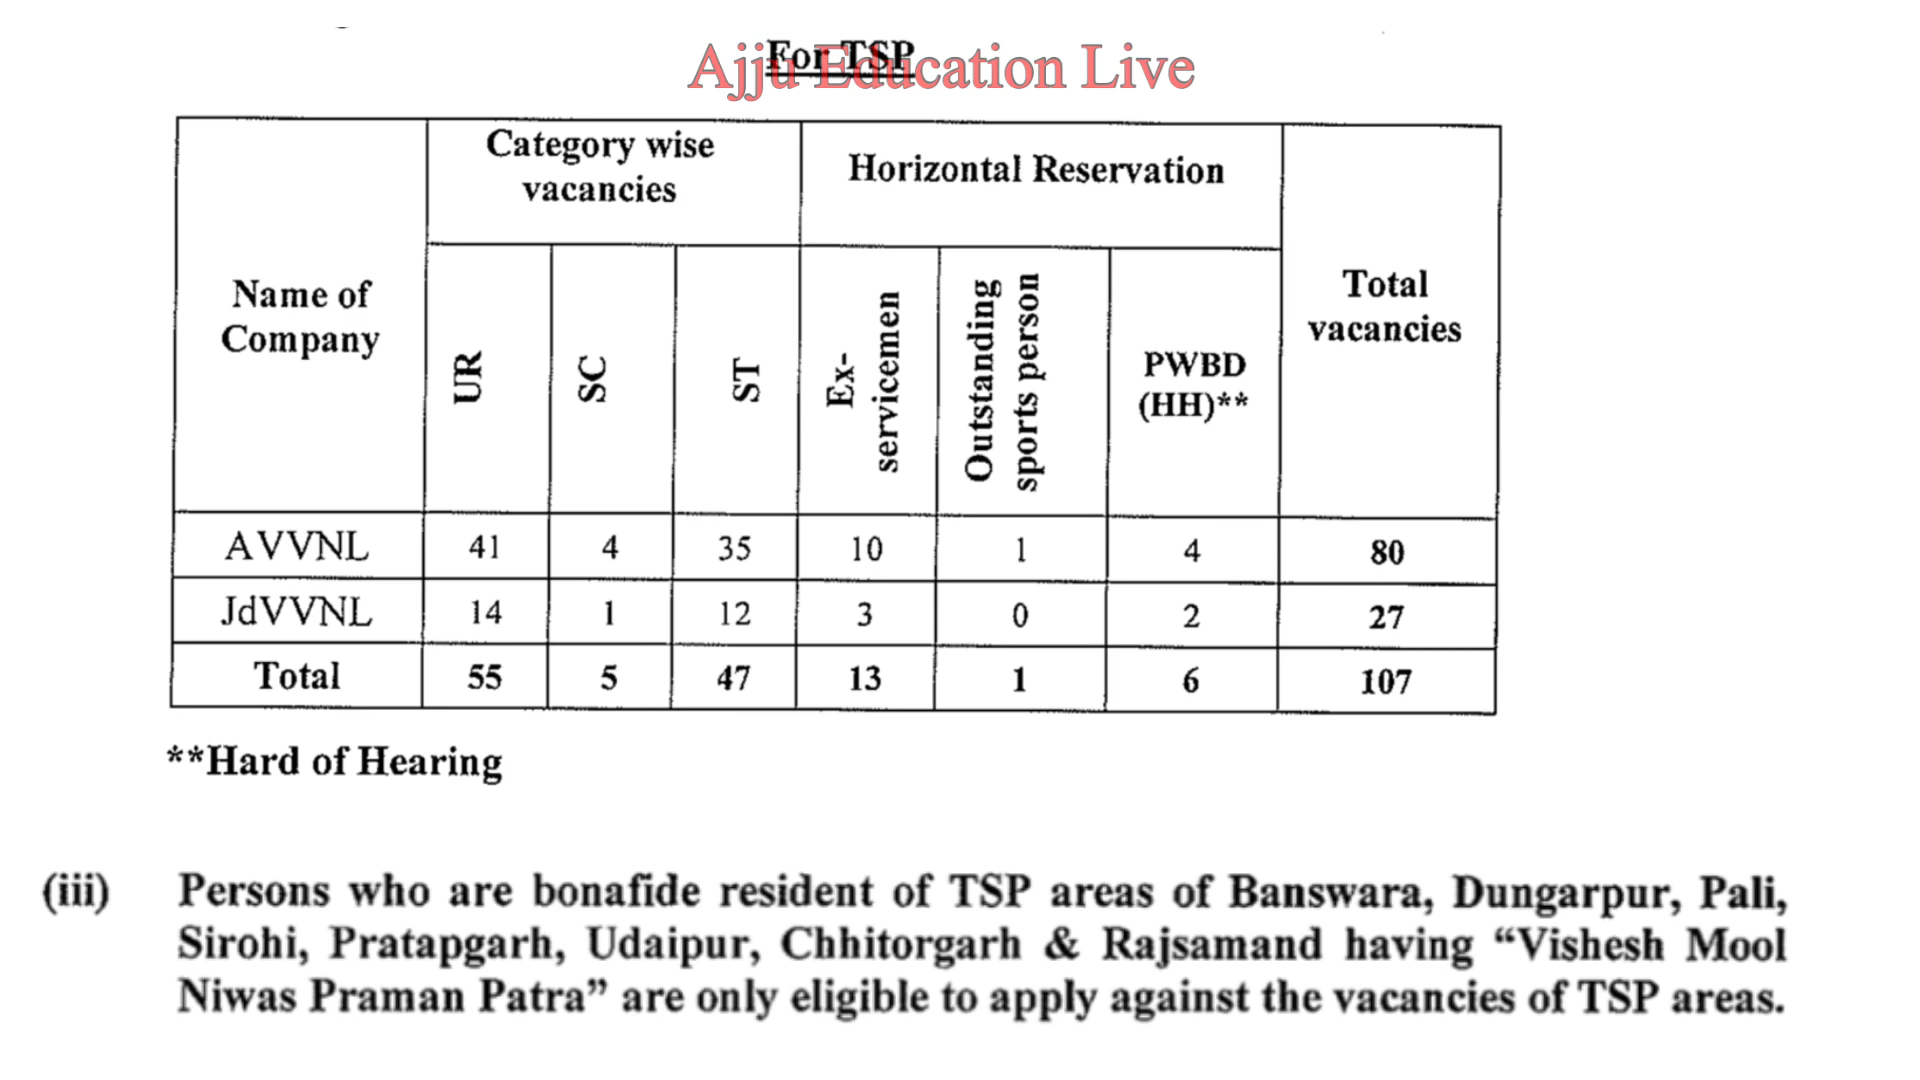 For TSP
Ajju Education Live
Name of
Company
Category wise
vacancies
Horizontal Reservation
Total
vacancies
UR
SC
ST
Ex-
servicemen
Outstanding
sports person
PWBD
(HH)**
AVVNL 41 4 35 10 1 4 80
JdVVNL 14 1 12 3 0 2 27
Total 55 5 47 13 1 6 107
**Hard of Hearing
(iii) Persons who are bonafide resident of TSP areas of Banswara, Dungarpur, Pali,
Sirohi, Pratapgarh, Udaipur, Chhitorgarh & Rajsamand having “Vishesh Mool
Niwas Praman Patra” are only eligible to apply against the vacancies of TSP areas.